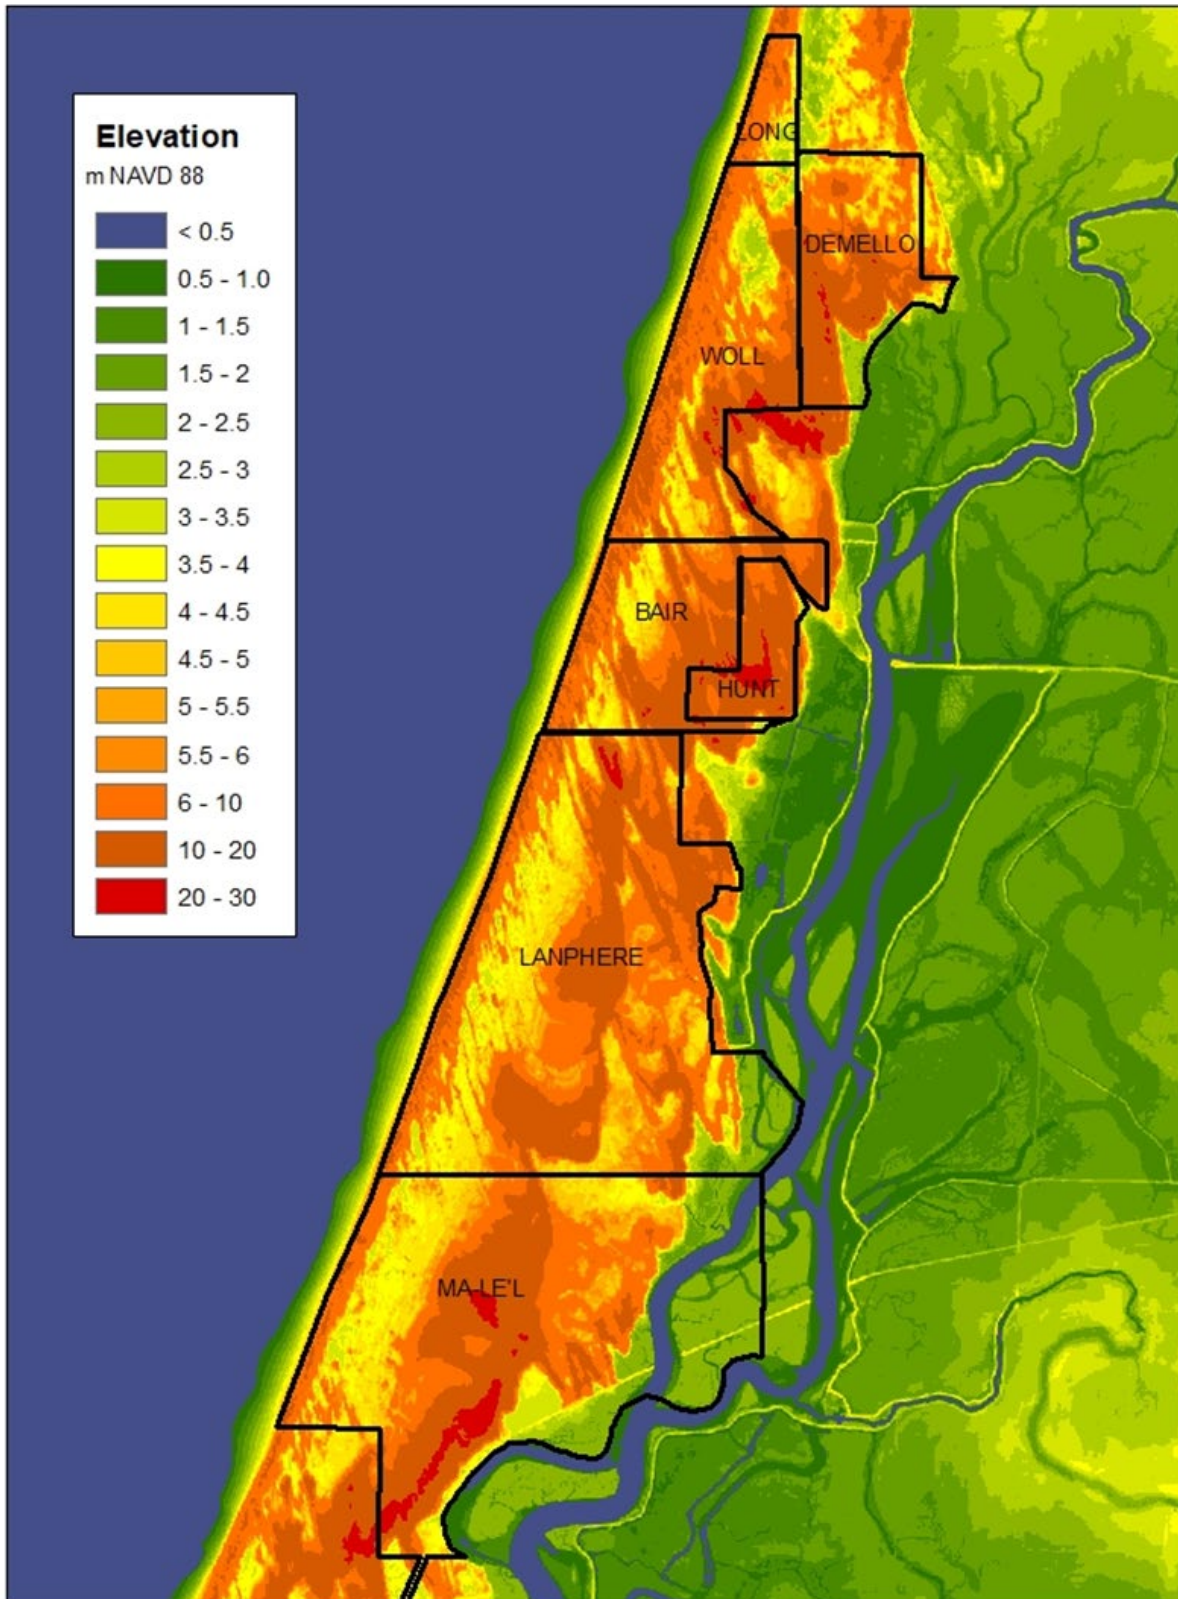 Elevation
m NAVD 88
< 0.5
0.5 - 1.0
1 - 1.5
1.5 - 2
2 - 2.5
2.5 - 3
3 - 3.5
3.5 - 4
4 - 4.5
4.5 - 5
5 - 5.5
5.5 - 6
6 - 10
10 - 20
20 - 30
LONG
DEMELLO
WOLL
BAIR
HUNT
LANPHERE
MA-LE'L